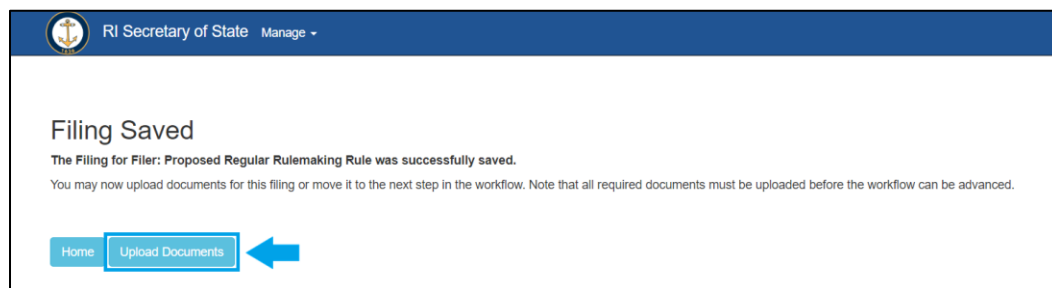 RI Secretary of State Manage
Filing Saved
The Filing for Filer: Proposed Regular Rulemaking Rule was successfully saved.
You may now upload documents for this filing or move it to the next step in the workflow. Note that all required documents must be uploaded before the workflow can be advanced.
Home Upload Documents